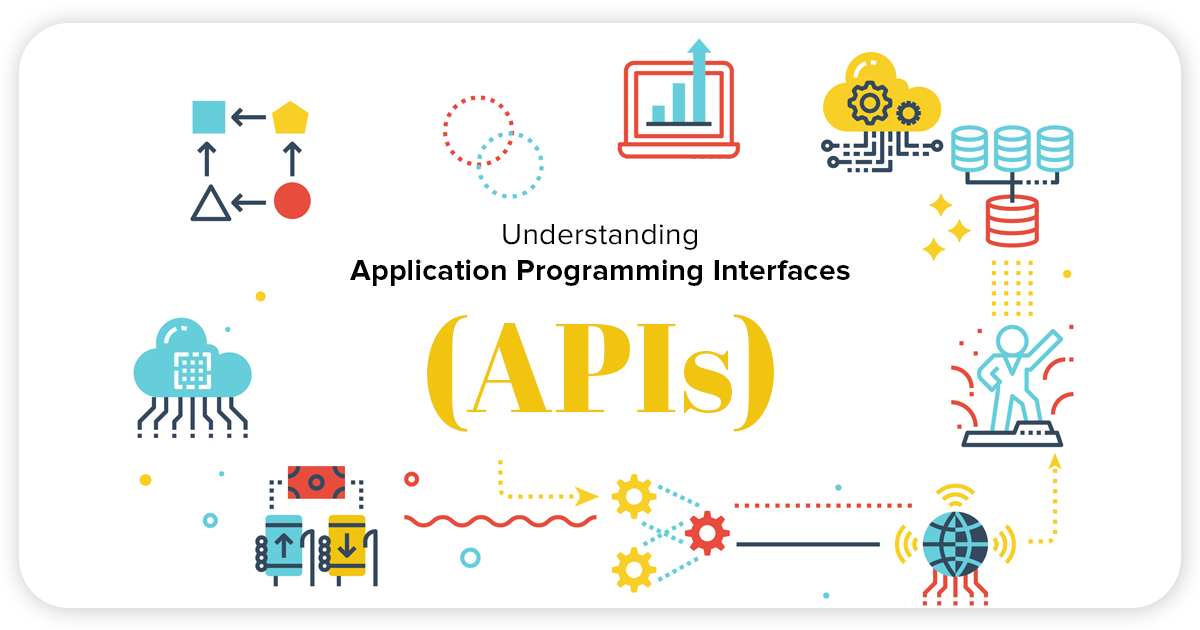 Understanding
Application Programming Interfaces
(APIs)